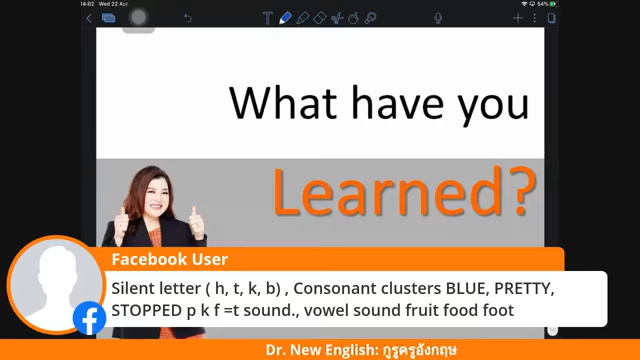 14:02 Wed 22 Apr
54%
What have you
Learned?
Facebook User
Silent letter ( h, t, k, b) , Consonant clusters BLUE, PRETTY,
STOPPED p k f =t sound., vowel sound fruit food foot
Dr. New English: กูรูครูอังกฤษ